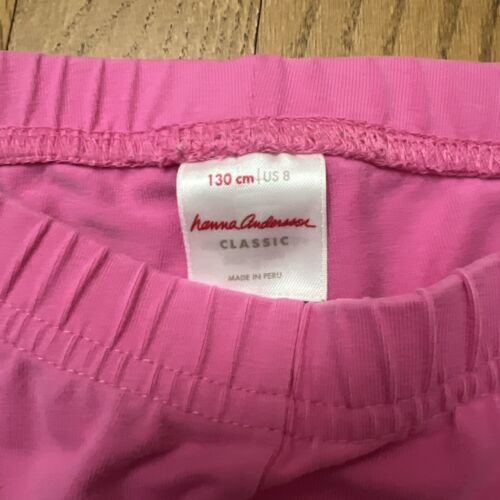 130 cm | US 8
hanna andersson
CLASSIC
MADE IN PERU